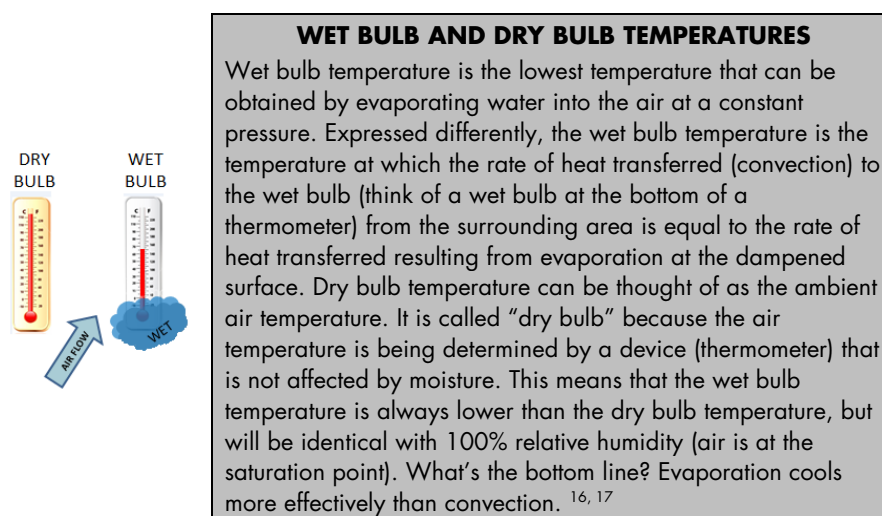 DRY
BULB
WET
BULB
C F
C F
AIR FLOW
WET
WET BULB AND DRY BULB TEMPERATURES
Wet bulb temperature is the lowest temperature that can be
obtained by evaporating water into the air at a constant
pressure. Expressed differently, the wet bulb temperature is the
temperature at which the rate of heat transferred (convection) to
the wet bulb (think of a wet bulb at the bottom of a
thermometer) from the surrounding area is equal to the rate of
heat transferred resulting from evaporation at the dampened
surface. Dry bulb temperature can be thought of as the ambient
air temperature. It is called “dry bulb” because the air
temperature is being determined by a device (thermometer) that
is not affected by moisture. This means that the wet bulb
temperature is always lower than the dry bulb temperature, but
will be identical with 100% relative humidity (air is at the
saturation point). What’s the bottom line? Evaporation cools
more effectively than convection. 16, 17